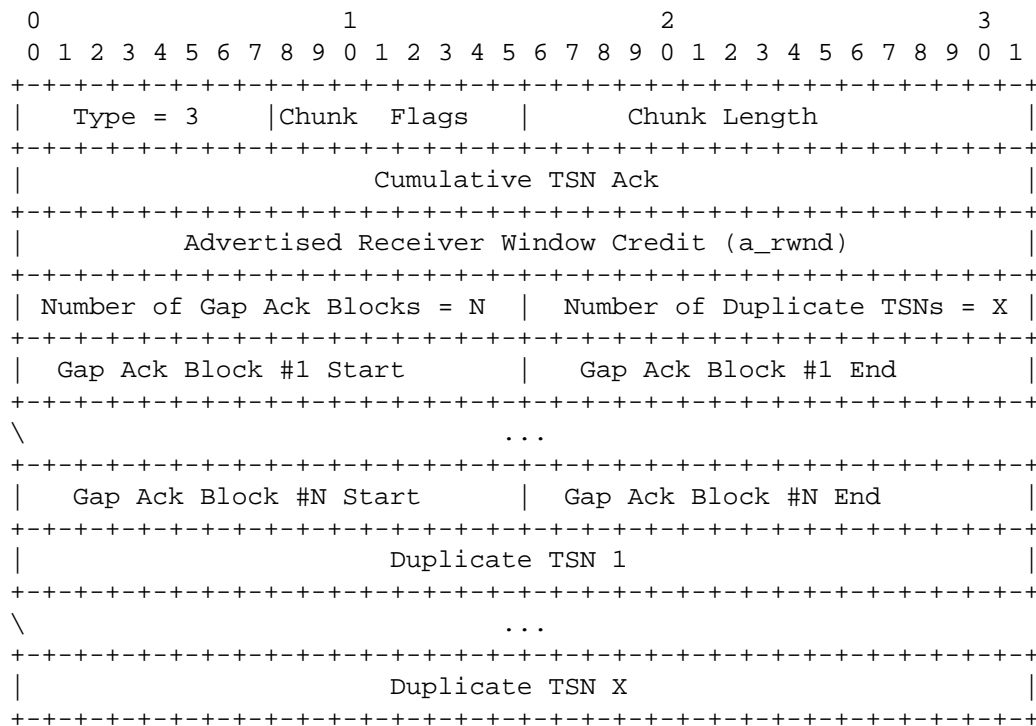 0                   1                   2                   3
 0 1 2 3 4 5 6 7 8 9 0 1 2 3 4 5 6 7 8 9 0 1 2 3 4 5 6 7 8 9 0 1
+-+-+-+-+-+-+-+-+-+-+-+-+-+-+-+-+-+-+-+-+-+-+-+-+-+-+-+-+-+-+-+-+
|   Type = 3    |Chunk  Flags   |      Chunk Length             |
+-+-+-+-+-+-+-+-+-+-+-+-+-+-+-+-+-+-+-+-+-+-+-+-+-+-+-+-+-+-+-+-+
|                      Cumulative TSN Ack                       |
+-+-+-+-+-+-+-+-+-+-+-+-+-+-+-+-+-+-+-+-+-+-+-+-+-+-+-+-+-+-+-+-+
|          Advertised Receiver Window Credit (a_rwnd)           |
+-+-+-+-+-+-+-+-+-+-+-+-+-+-+-+-+-+-+-+-+-+-+-+-+-+-+-+-+-+-+-+-+
| Number of Gap Ack Blocks = N  |  Number of Duplicate TSNs = X |
+-+-+-+-+-+-+-+-+-+-+-+-+-+-+-+-+-+-+-+-+-+-+-+-+-+-+-+-+-+-+-+-+
|  Gap Ack Block #1 Start       |   Gap Ack Block #1 End        |
+-+-+-+-+-+-+-+-+-+-+-+-+-+-+-+-+-+-+-+-+-+-+-+-+-+-+-+-+-+-+-+-+
\                              ...
+-+-+-+-+-+-+-+-+-+-+-+-+-+-+-+-+-+-+-+-+-+-+-+-+-+-+-+-+-+-+-+-+
|   Gap Ack Block #N Start      |  Gap Ack Block #N End         |
+-+-+-+-+-+-+-+-+-+-+-+-+-+-+-+-+-+-+-+-+-+-+-+-+-+-+-+-+-+-+-+-+
|                       Duplicate TSN 1                         |
+-+-+-+-+-+-+-+-+-+-+-+-+-+-+-+-+-+-+-+-+-+-+-+-+-+-+-+-+-+-+-+-+
\                              ...
+-+-+-+-+-+-+-+-+-+-+-+-+-+-+-+-+-+-+-+-+-+-+-+-+-+-+-+-+-+-+-+-+
|                       Duplicate TSN X                         |
+-+-+-+-+-+-+-+-+-+-+-+-+-+-+-+-+-+-+-+-+-+-+-+-+-+-+-+-+-+-+-+-+